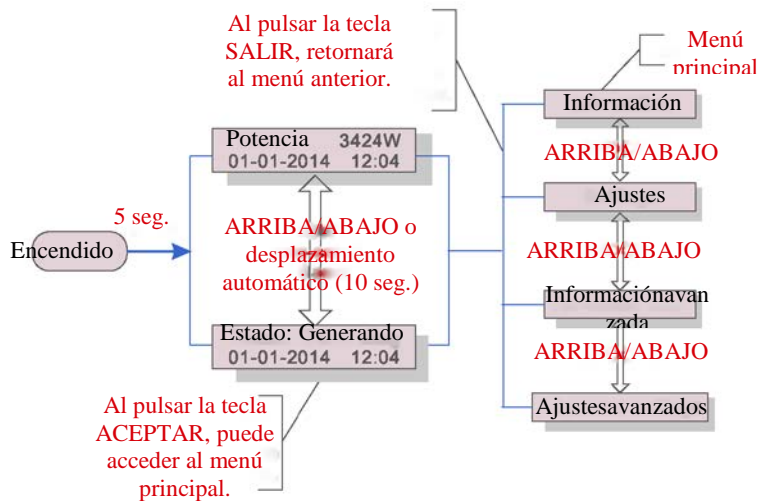 Al pulsar la tecla
SALIR, retornará
al menú anterior.
Menú
principal
Potencia 3424W
01-01-2014 12:04
Información
ARRIBA/ABAJO
5 seg.
Encendido
ARRIBA/ABAJO o
desplazamiento
automático (10 seg.)
Ajustes
ARRIBA/ABAJO
Informaciónavan
zada
Estado: Generando
01-01-2014 12:04
ARRIBA/ABAJO
Ajustesavanzados
Al pulsar la tecla
ACEPTAR, puede
acceder al menú
principal.